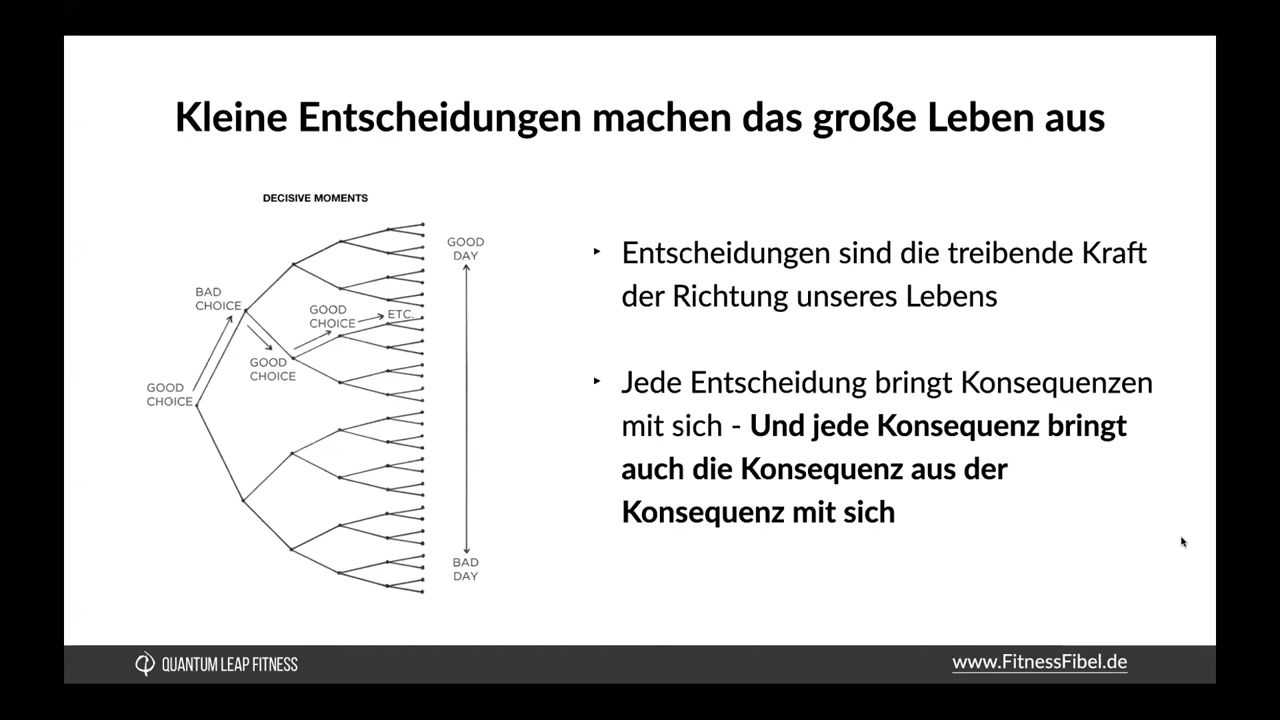 Kleine Entscheidungen machen das große Leben aus
DECISIVE MOMENTS
GOOD
DAY
BAD
CHOICE
GOOD
CHOICE
ETC.
GOOD
CHOICE
GOOD
CHOICE
BAD
DAY
‣ Entscheidungen sind die treibende Kraft
der Richtung unseres Lebens
‣ Jede Entscheidung bringt Konsequenzen
mit sich - Und jede Konsequenz bringt
auch die Konsequenz aus der
Konsequenz mit sich
QUANTUM LEAP FITNESS
www.FitnessFibel.de